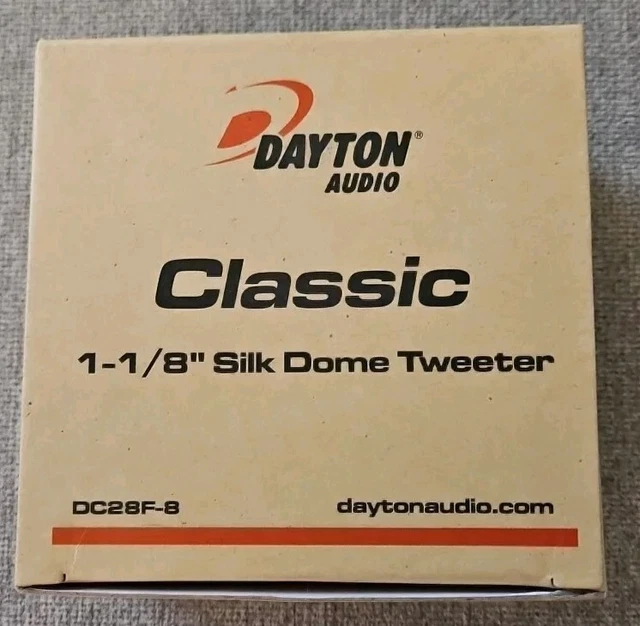 DAYTON®
AUDIO
Classic
1-1/8" Silk Dome Tweeter
DC28F-8 daytonaudio.com